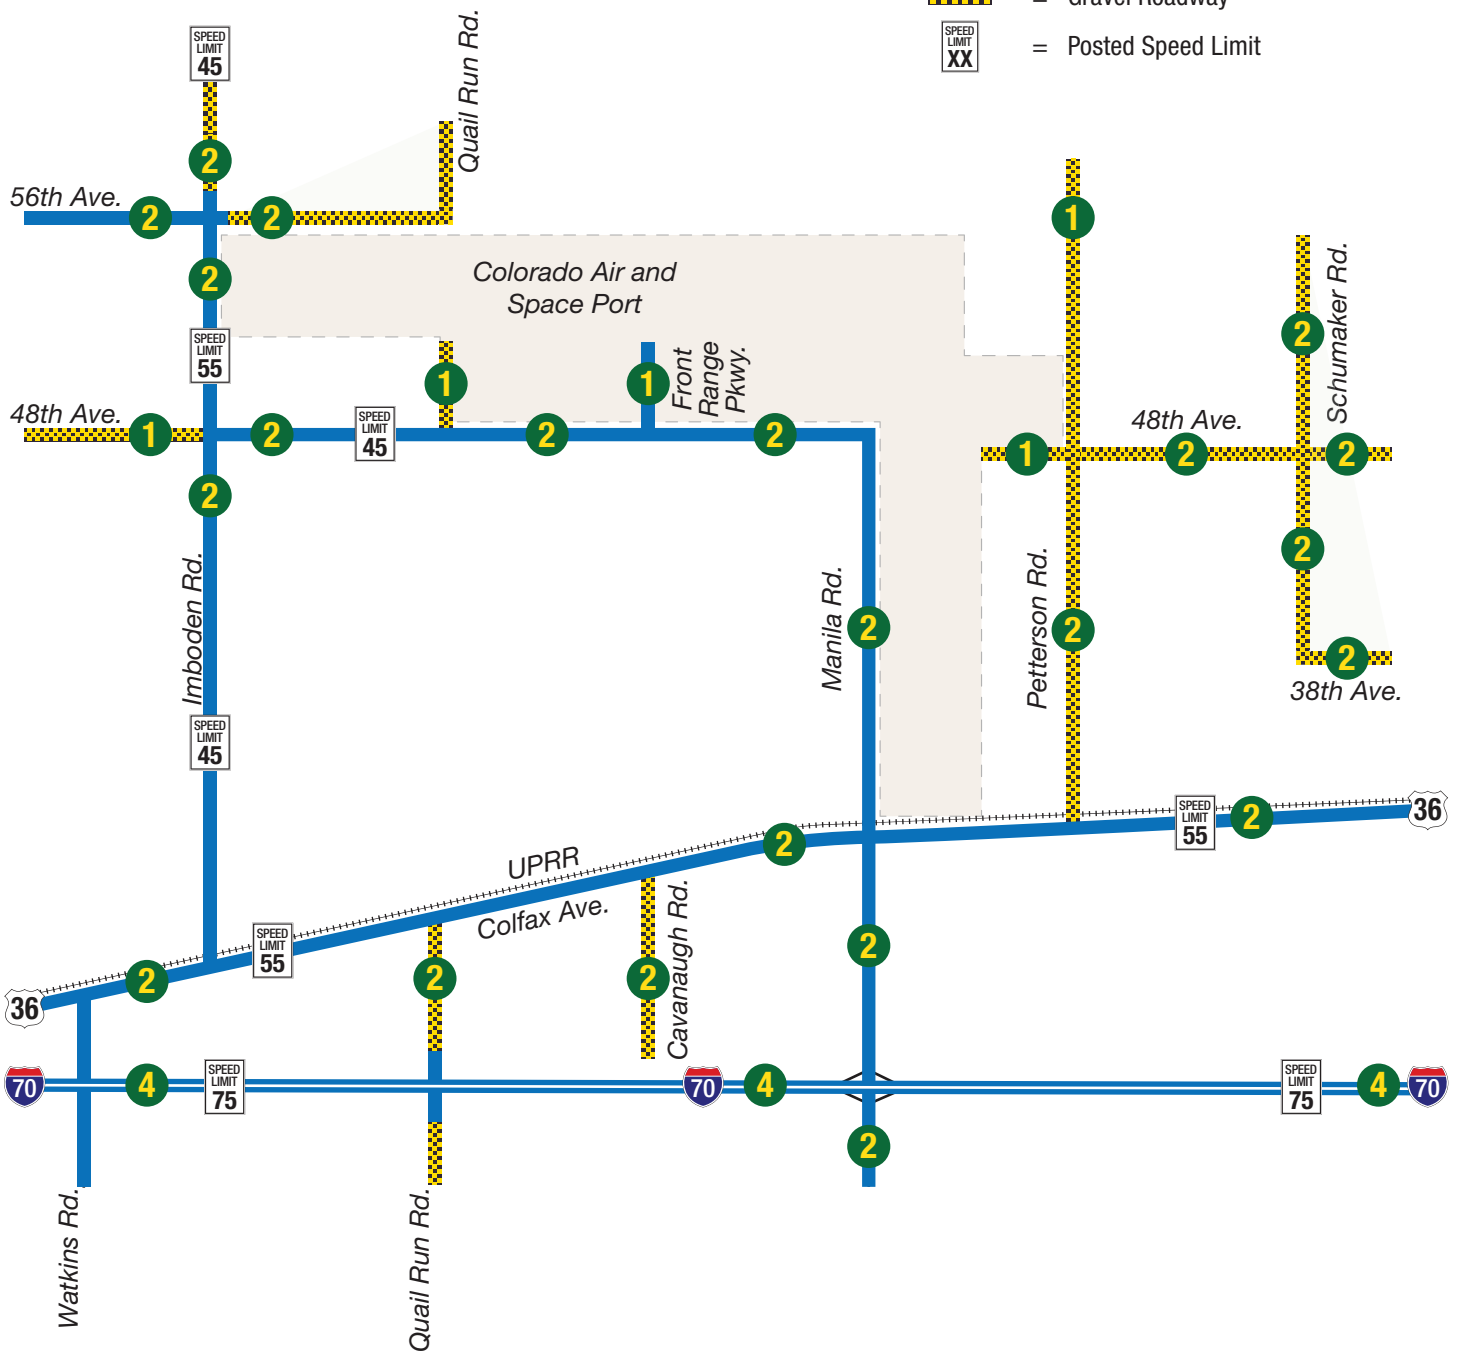 = Gravel Roadway
SPEED
LIMIT
XX
= Posted Speed Limit
SPEED
LIMIT
45
Quail Run Rd.
2
56th Ave.
2
2
1
2
Colorado Air and
Space Port
2
Schumaker Rd.
SPEED
LIMIT
55
1
1
Front
Range
Pkwy.
48th Ave.
1
2
SPEED
LIMIT
45
2
2
48th Ave.
1
2
2
2
2
Imboden Rd.
Manila Rd.
2
Petterson Rd.
2
2
38th Ave.
SPEED
LIMIT
45
SPEED
LIMIT
55
2
36
2
UPRR
Colfax Ave.
SPEED
LIMIT
55
2
36
2
2
Cavanaugh Rd.
2
70
4
SPEED
LIMIT
75
70
4
SPEED
LIMIT
75
4
70
2
Watkins Rd.
Quail Run Rd.